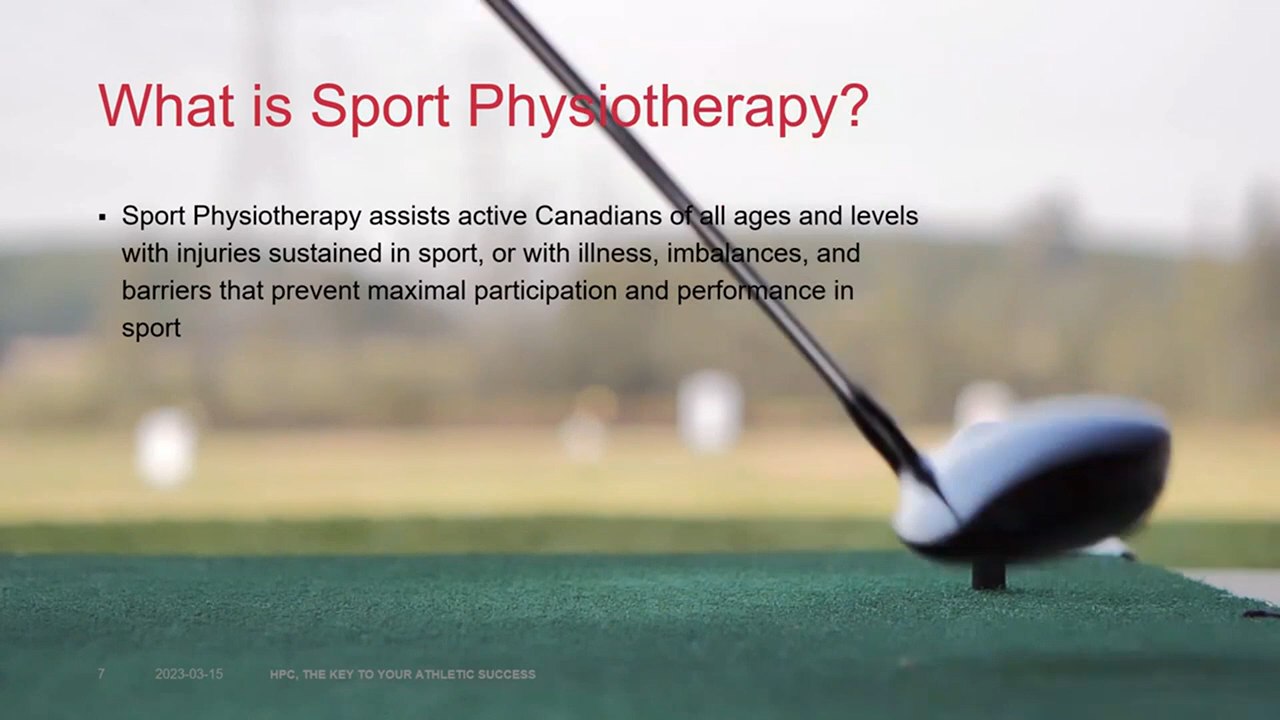 What is Sport Physiotherapy?
▪ Sport Physiotherapy assists active Canadians of all ages and levels
with injuries sustained in sport, or with illness, imbalances, and
barriers that prevent maximal participation and performance in
sport
7 2023-03-15 HPC, THE KEY TO YOUR ATHLETIC SUCCESS